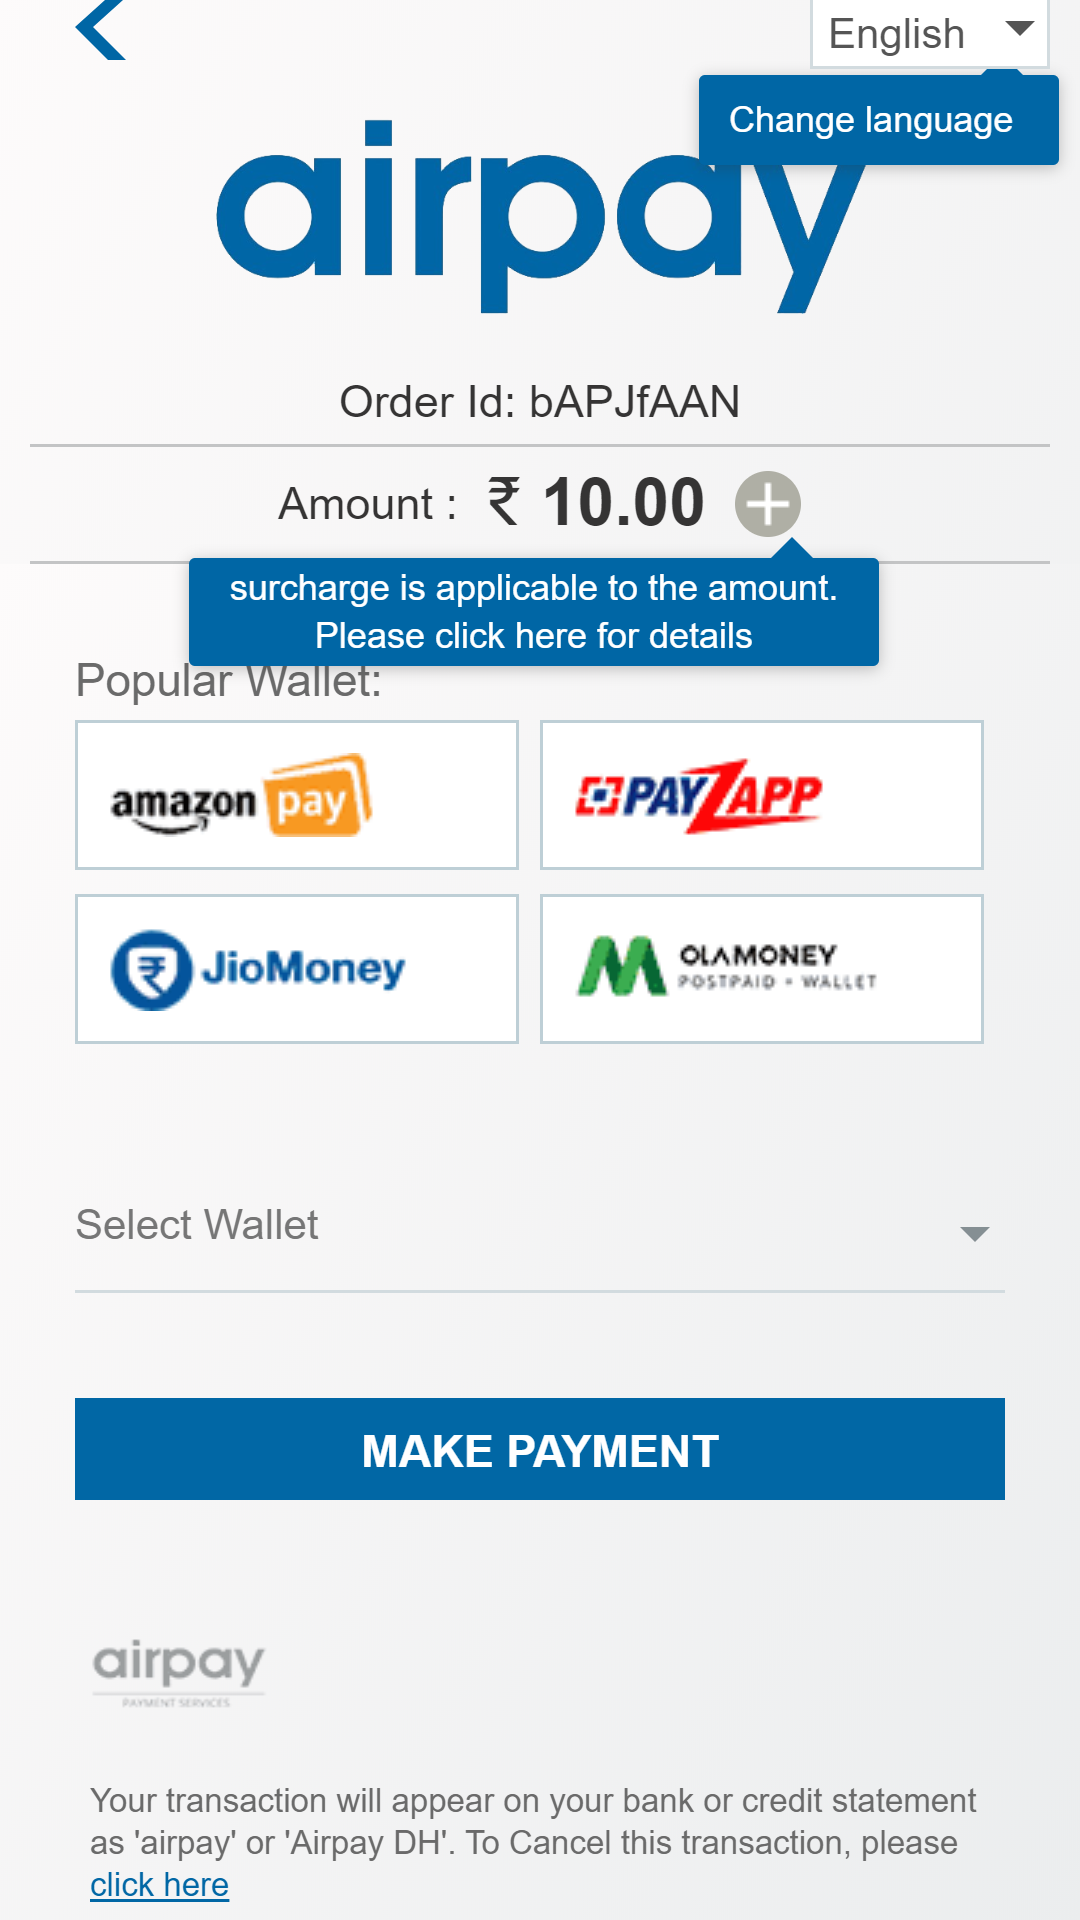 English
Change language
airpay
Order Id: bAPJfAAN
Amount : ₹ 10.00
surcharge is applicable to the amount.
Please click here for details
Popular Wallet:
amazon pay
PAYZAPP
JioMoney
OLAMONEY
POSTPAID + WALLET
Select Wallet
MAKE PAYMENT
airpay
PAYMENT SERVICES
Your transaction will appear on your bank or credit statement
as 'airpay' or 'Airpay DH'. To Cancel this transaction, please
click here